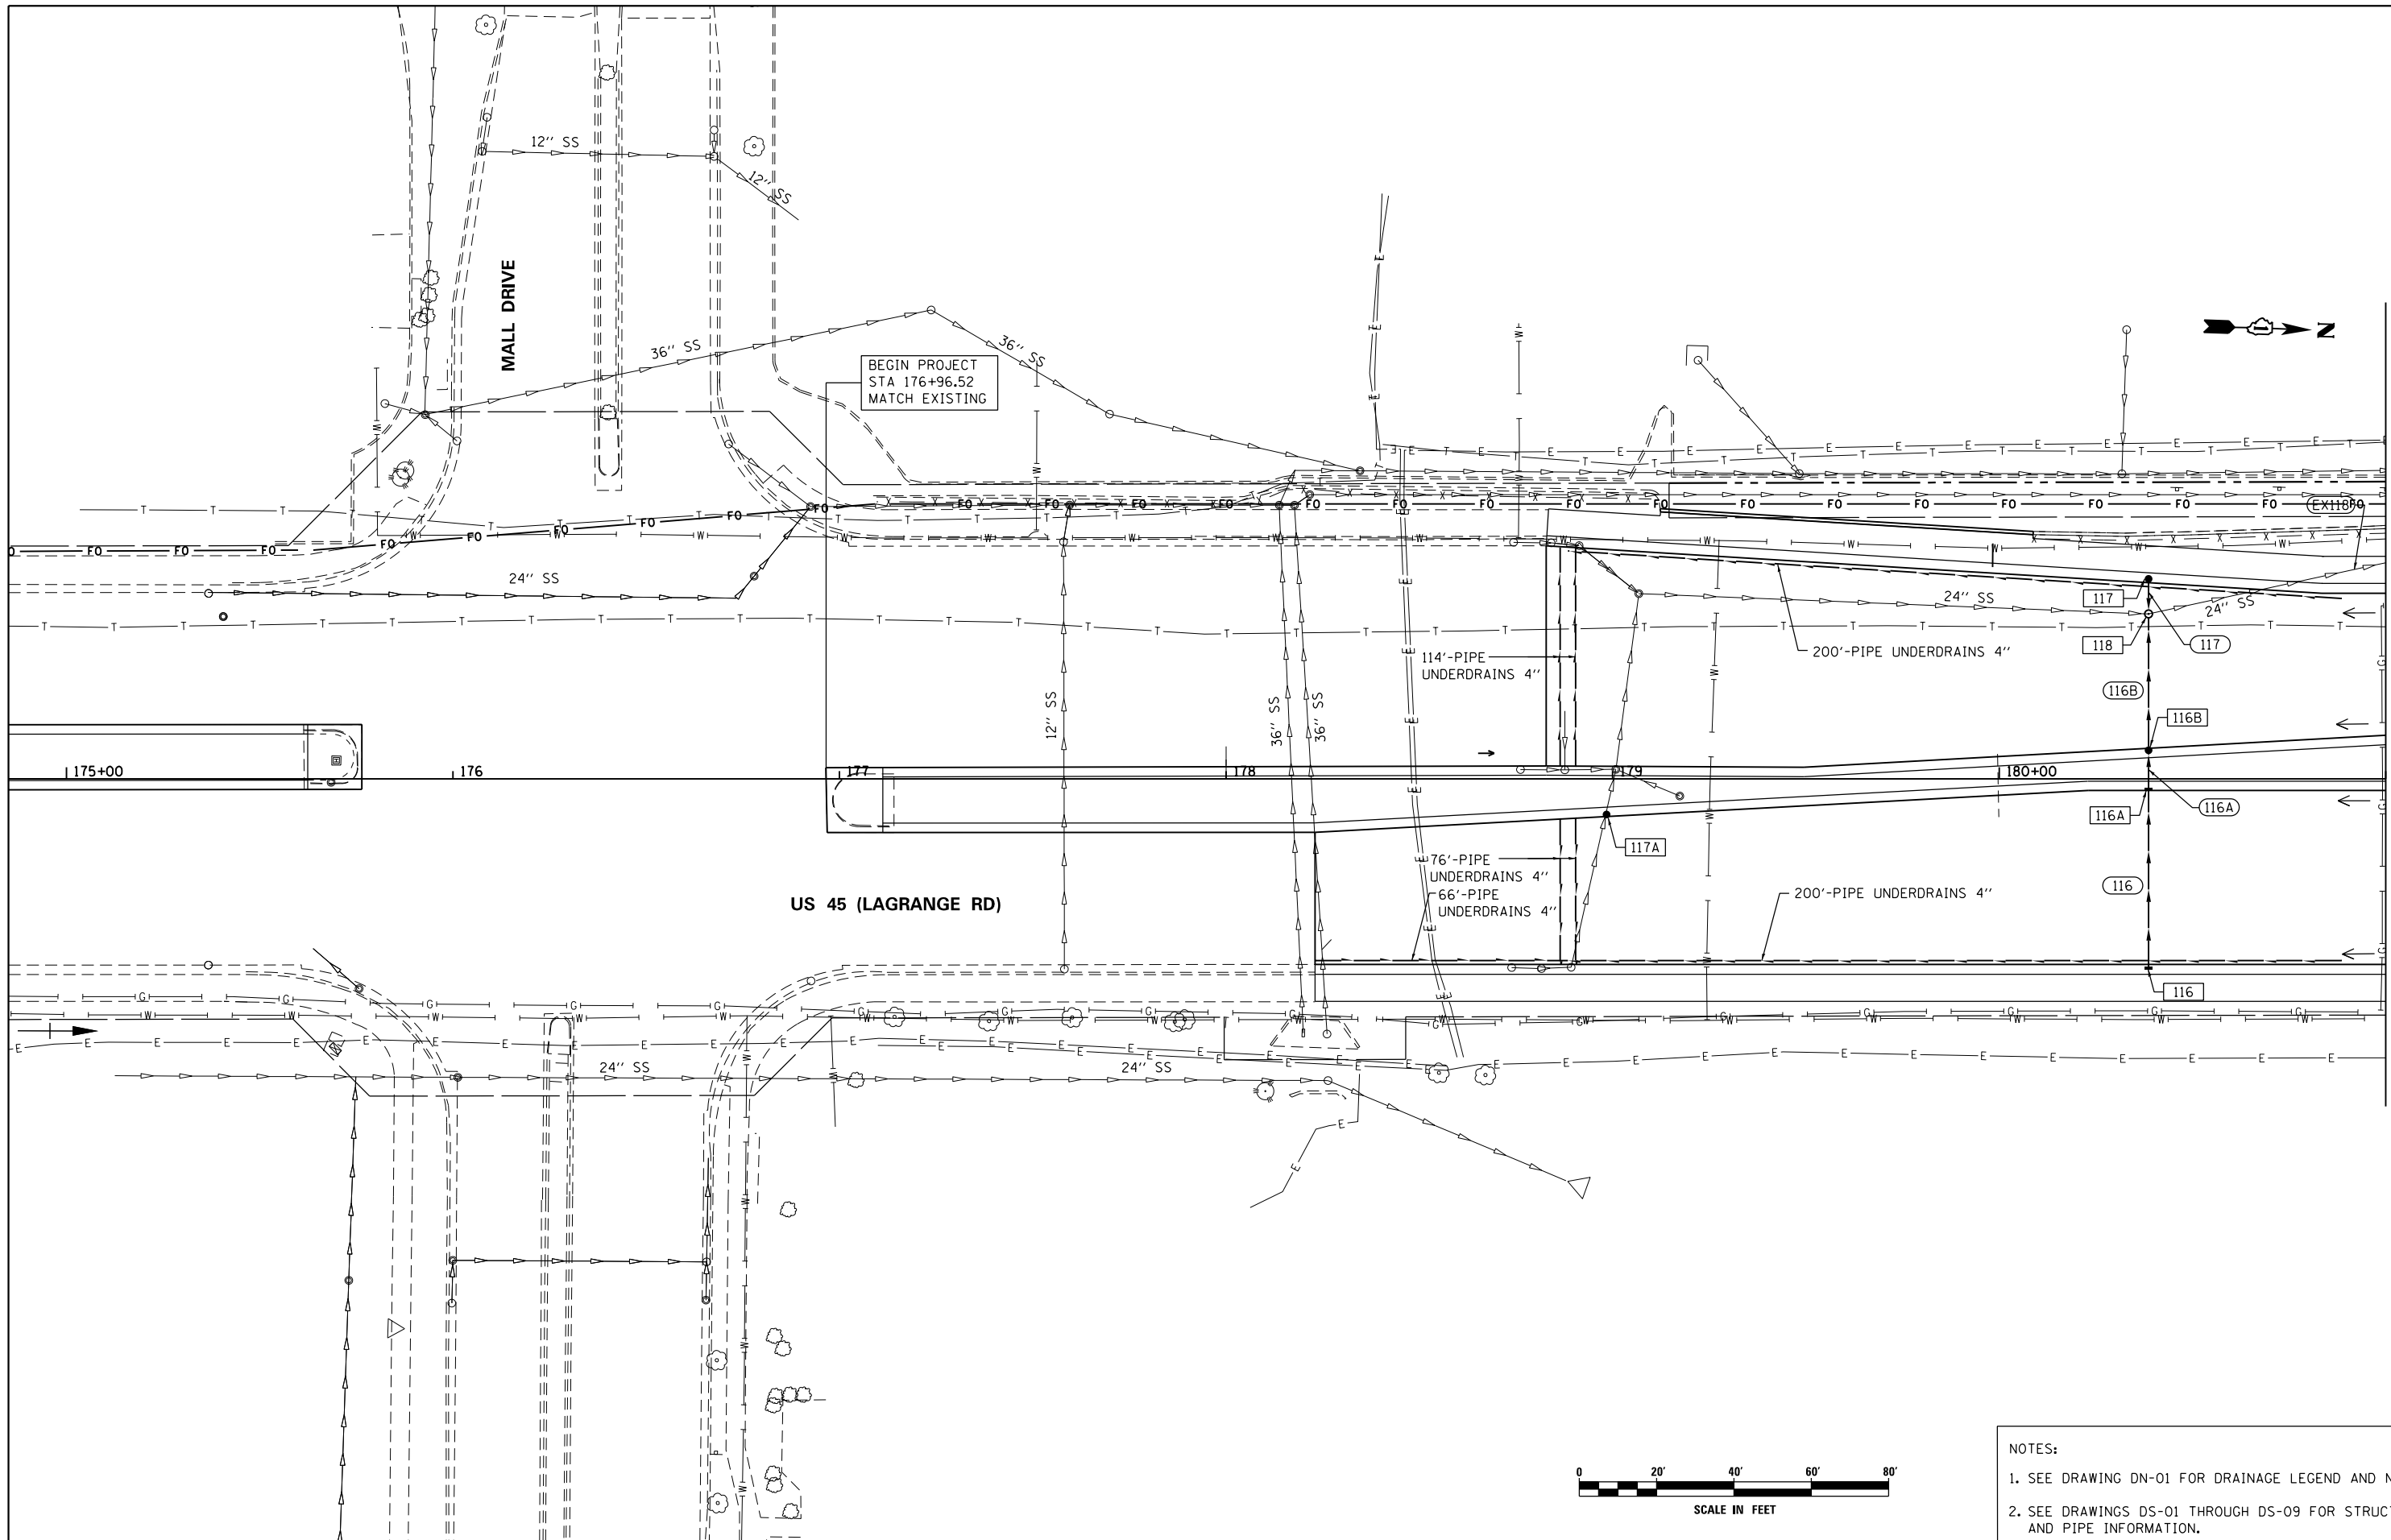 12'' SS
12'' SS
MALL DRIVE
36'' SS
36'' SS
N
BEGIN PROJECT
STA 176+96.52
MATCH EXISTING
EX118
24'' SS
24'' SS
24'' SS
117
118
117
200'-PIPE UNDERDRAINS 4''
114'-PIPE
UNDERDRAINS 4''
116B
116B
12'' SS
36'' SS
36'' SS
175+00
176
177
178
179
180+00
116A
116A
117A
76'-PIPE
UNDERDRAINS 4''
66'-PIPE
UNDERDRAINS 4''
200'-PIPE UNDERDRAINS 4''
116
116
US 45 (LAGRANGE RD)
24'' SS
24'' SS
0 20' 40' 60' 80'
SCALE IN FEET
NOTES:
1. SEE DRAWING DN-01 FOR DRAINAGE LEGEND AND
2. SEE DRAWINGS DS-01 THROUGH DS-09 FOR
AND PIPE INFORMATION.